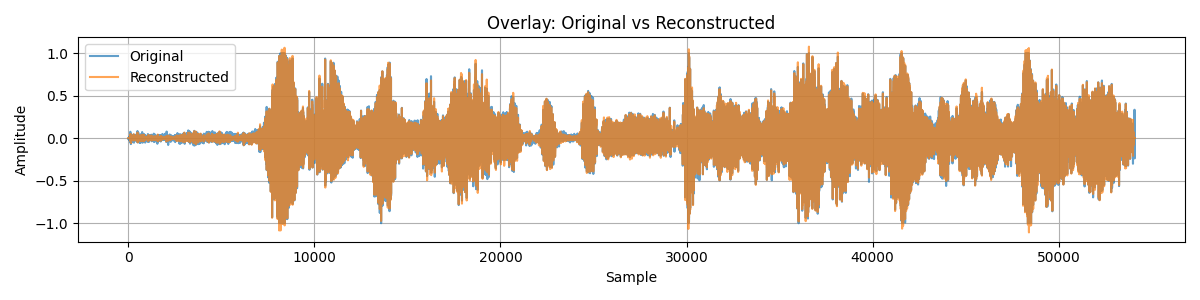 Overlay: Original vs Reconstructed
Original
Reconstructed
Amplitude
1.0
0.5
0.0
−0.5
−1.0
0 10000 20000 30000 40000 50000
Sample